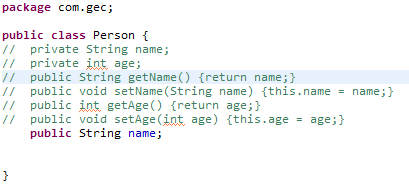 package com.gec;
public class Person {
//  private String name;
//  private int age;
//  public String getName() {return name;}
//  public void setName(String name) {this.name = name;}
//  public int getAge() {return age;}
//  public void setAge(int age) {this.age = age;}
    public String name;
}